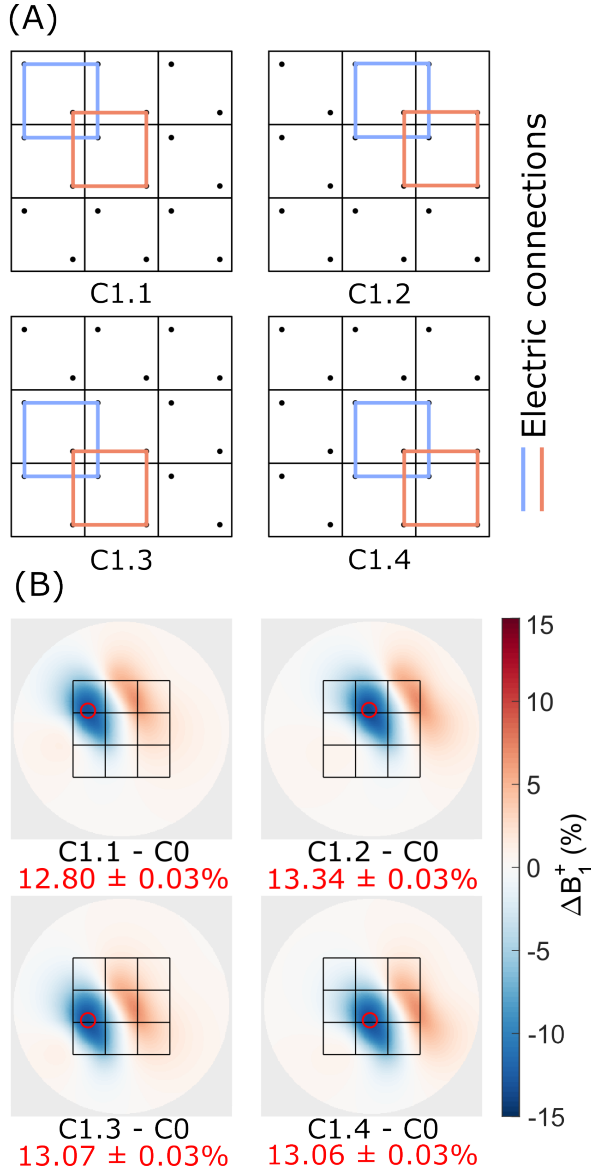 (A)
C1.1
C1.2
C1.3
C1.4
Electric connections
(B)
C1.1 - C0
12.80 ± 0.03%
C1.2 - C0
13.34 ± 0.03%
C1.3 - C0
13.07 ± 0.03%
C1.4 - C0
13.06 ± 0.03%
15
10
5
0
-5
-10
-15
ΔB₁⁺ (%)